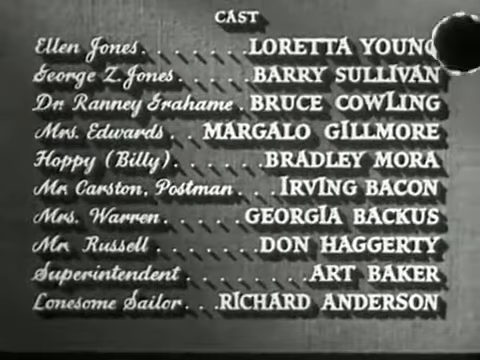 CAST
Ellen Jones. . . . . . . LORETTA YOUNG
George Z. Jones. . . . . BARRY SULLIVAN
Dr. Ranney Grahame . BRUCE COWLING
Mrs. Edwards . . MARGALO GILLMORE
Hoppy (Billy). . . . . . BRADLEY MORA
Mr. Carston, Postman . . . IRVING BACON
Mrs. Warren. . . . . GEORGIA BACKUS
Mr. Russell . . . . . . DON HAGGERTY
Superintendent . . . . . . . ART BAKER
Lonesome Sailor. . . RICHARD ANDERSON